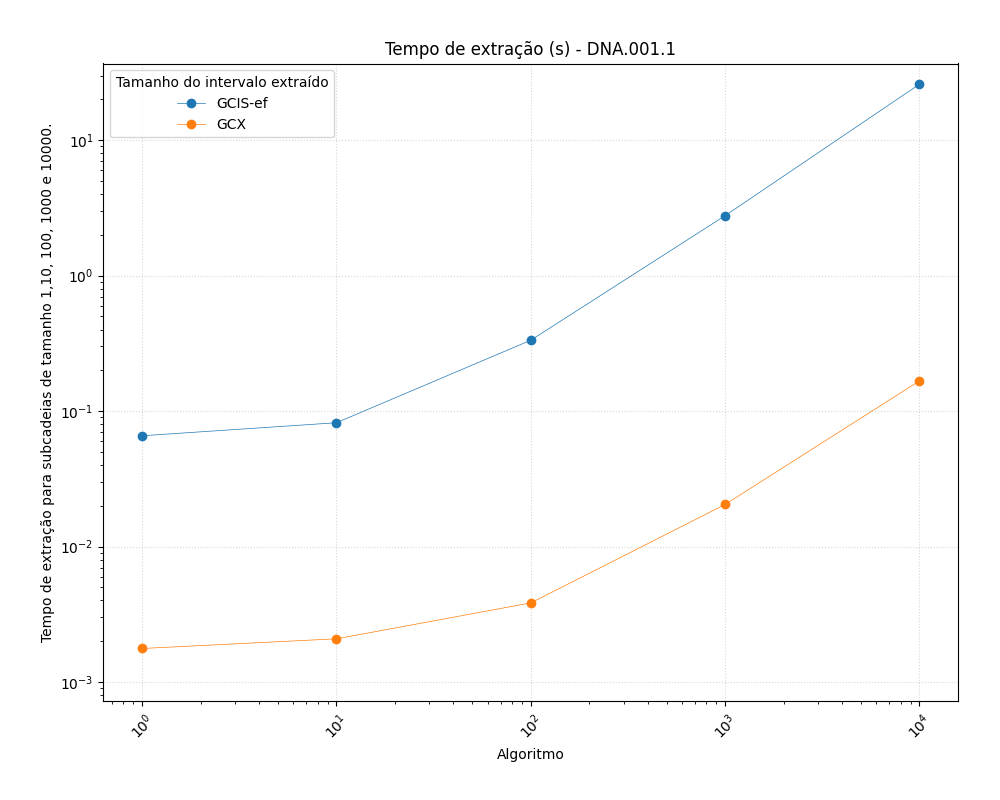 Tempo de extração (s) - DNA.001.1
Tamanho do intervalo extraído
GCIS-ef
GCX
Tempo de extração para subcadeias de tamanho 1,10, 100, 1000 e 10000.
10¹
10⁰
10⁻¹
10⁻²
10⁻³
10⁰
10¹
10²
10³
10⁴
Algoritmo